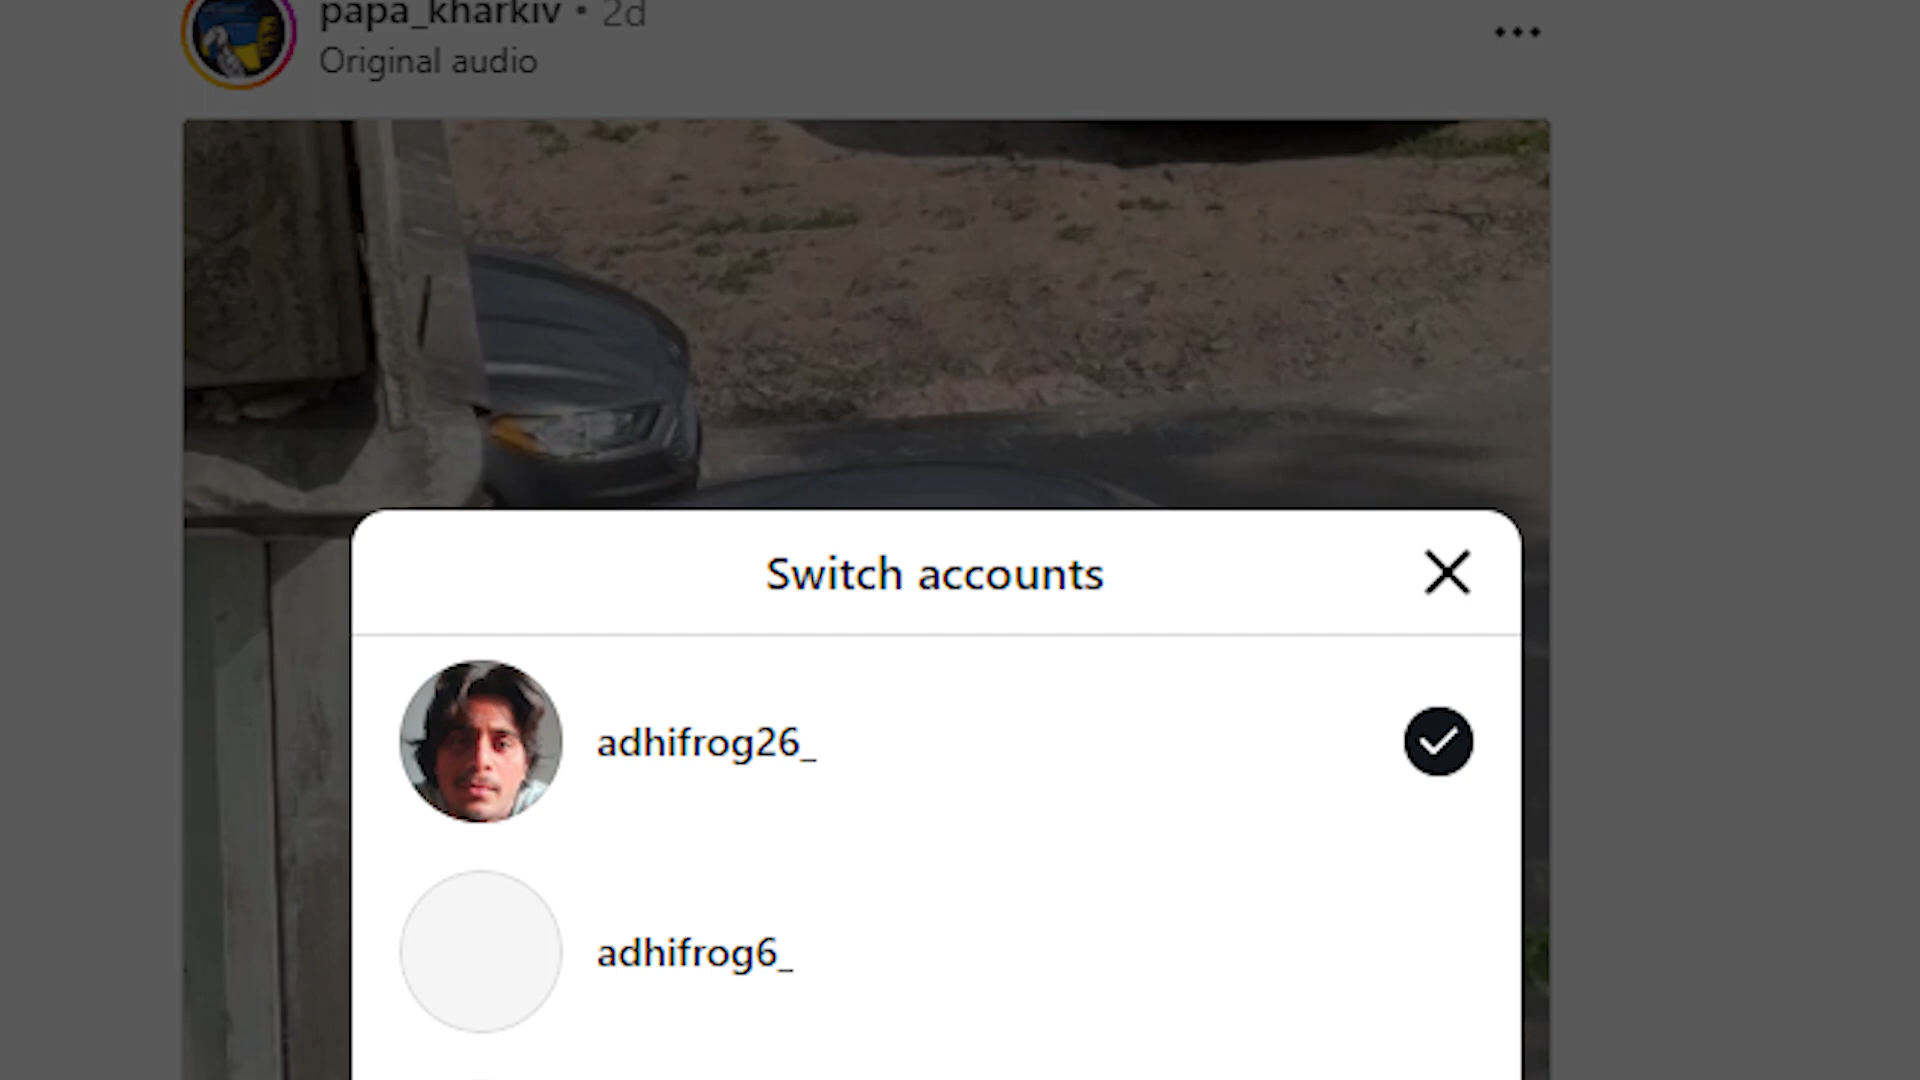 papa_kharkiv • 2d
Original audio
Switch accounts
adhifrog26_
adhifrog6_